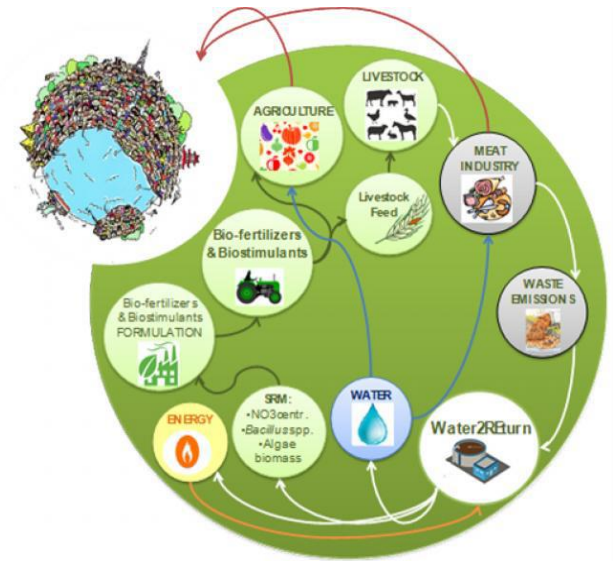 LIVESTOCK
AGRICULTURE
MEAT
INDUSTRY
Livestock
Feed
Bio-fertilizers
& Biostimulants
WASTE
EMISSIONS
Bio-fertilizers
& Biostimulants
FORMULATION
SRM:
•NO3centr.
•Bacillus spp.
•Algae
biomass
WATER
ENERGY
Water2REturn